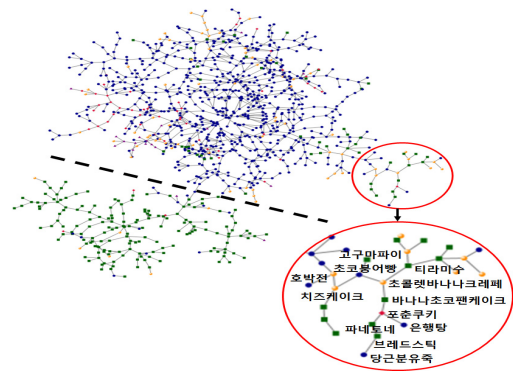 고구마파이
초코붕어빵
티라미수
호박전
초콜렛바나나크레페
치즈케이크
바나나초코팬케이크
포춘쿠키
파네토네
은행탕
브레드스틱
당근분유죽